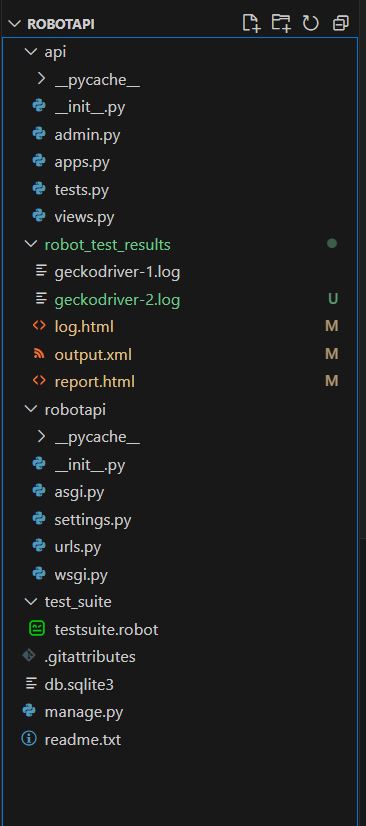 ROBOTAPI
api
__pycache__
__init__.py
admin.py
apps.py
tests.py
views.py
robot_test_results
geckodriver-1.log
geckodriver-2.log U
log.html M
output.xml M
report.html M
robotapi
__pycache__
__init__.py
asgi.py
settings.py
urls.py
wsgi.py
test_suite
testsuite.robot
.gitattributes
db.sqlite3
manage.py
readme.txt